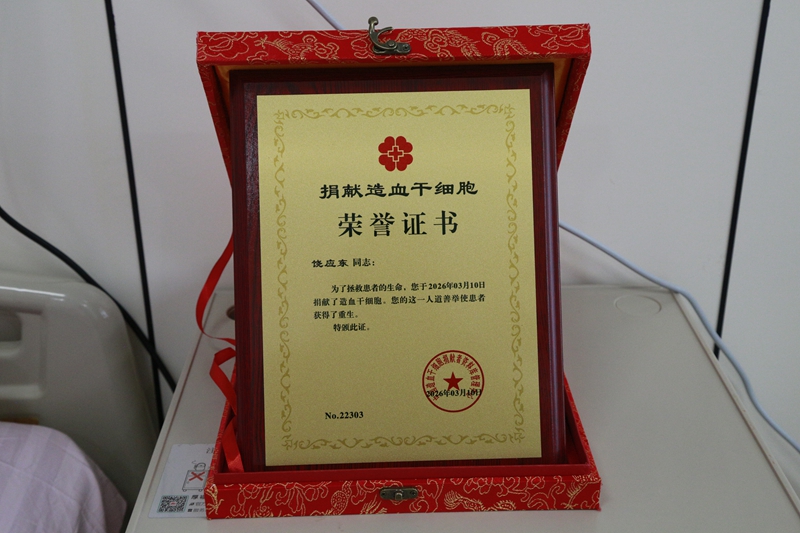 捐献造血干细胞
荣誉证书
饶应东 同志：
为了拯救患者的生命，您于2026年03月10日
捐献了造血干细胞。您的这一人道善举使患者
获得了重生。
特颁此证。
2026年03月10日
No.22303